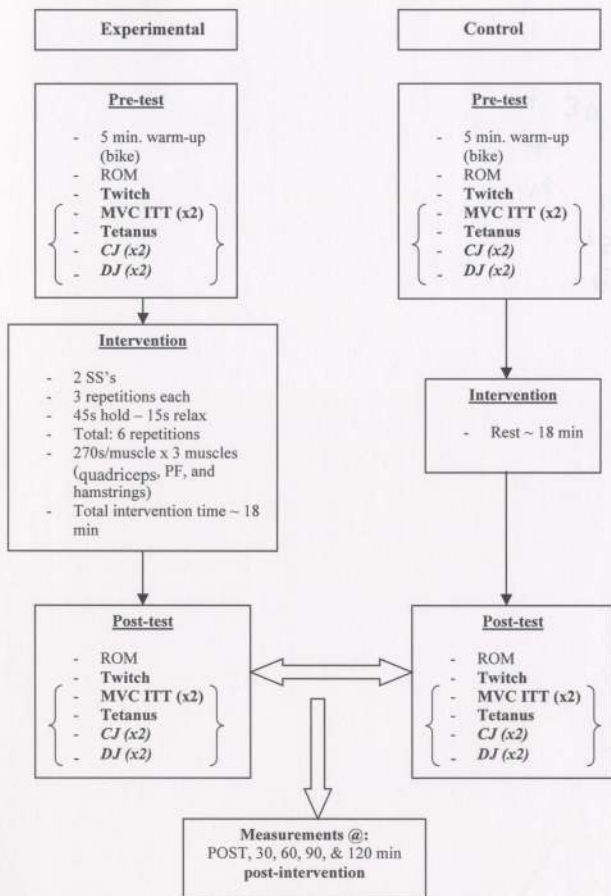 Experimental
Control
Pre-test
- 5 min. warm-up
(bike)
- ROM
- Twitch
- MVC ITT (x2)
- Tetanus
- CJ (x2)
- DJ (x2)
Pre-test
- 5 min. warm-up
(bike)
- ROM
- Twitch
- MVC ITT (x2)
- Tetanus
- CJ (x2)
- DJ (x2)
Intervention
- 2 SS's
- 3 repetitions each
- 45s hold – 15s relax
- Total: 6 repetitions
- 270s/muscle x 3 muscles
(quadriceps, PF, and
hamstrings)
- Total intervention time ~ 18
min
Intervention
- Rest ~ 18 min
Post-test
- ROM
- Twitch
- MVC ITT (x2)
- Tetanus
- CJ (x2)
- DJ (x2)
Post-test
- ROM
- Twitch
- MVC ITT (x2)
- Tetanus
- CJ (x2)
- DJ (x2)
Measurements @:
POST, 30, 60, 90, & 120 min
post-intervention